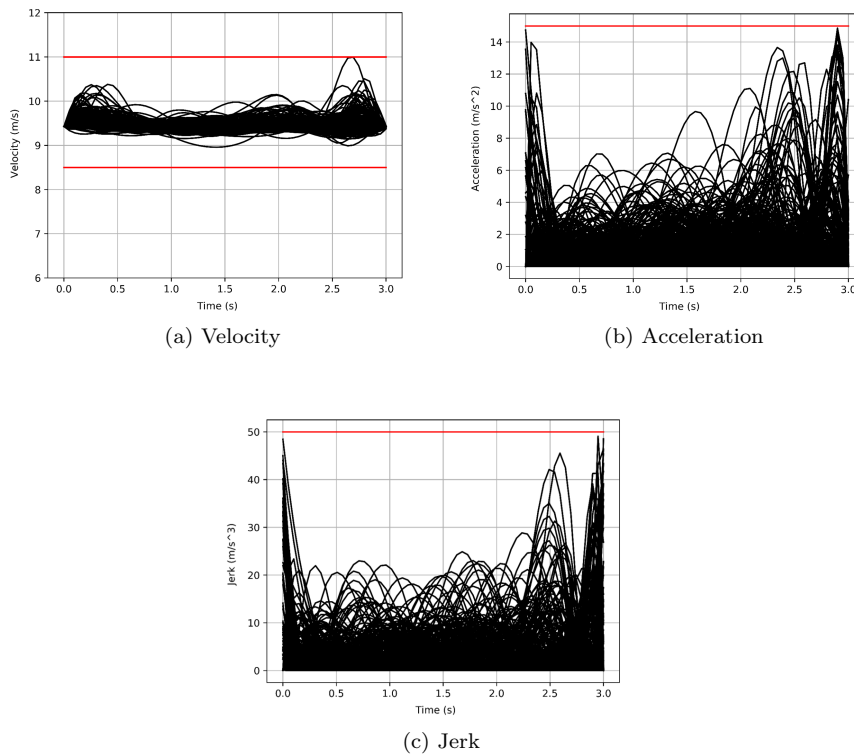 12
11
10
9
8
7
6
Velocity (m/s)
0.0 0.5 1.0 1.5 2.0 2.5 3.0
Time (s)
(a) Velocity
14
12
10
8
6
4
2
0
Acceleration (m/s^2)
0.0 0.5 1.0 1.5 2.0 2.5 3.0
Time (s)
(b) Acceleration
50
40
30
20
10
0
Jerk (m/s^3)
0.0 0.5 1.0 1.5 2.0 2.5 3.0
Time (s)
(c) Jerk